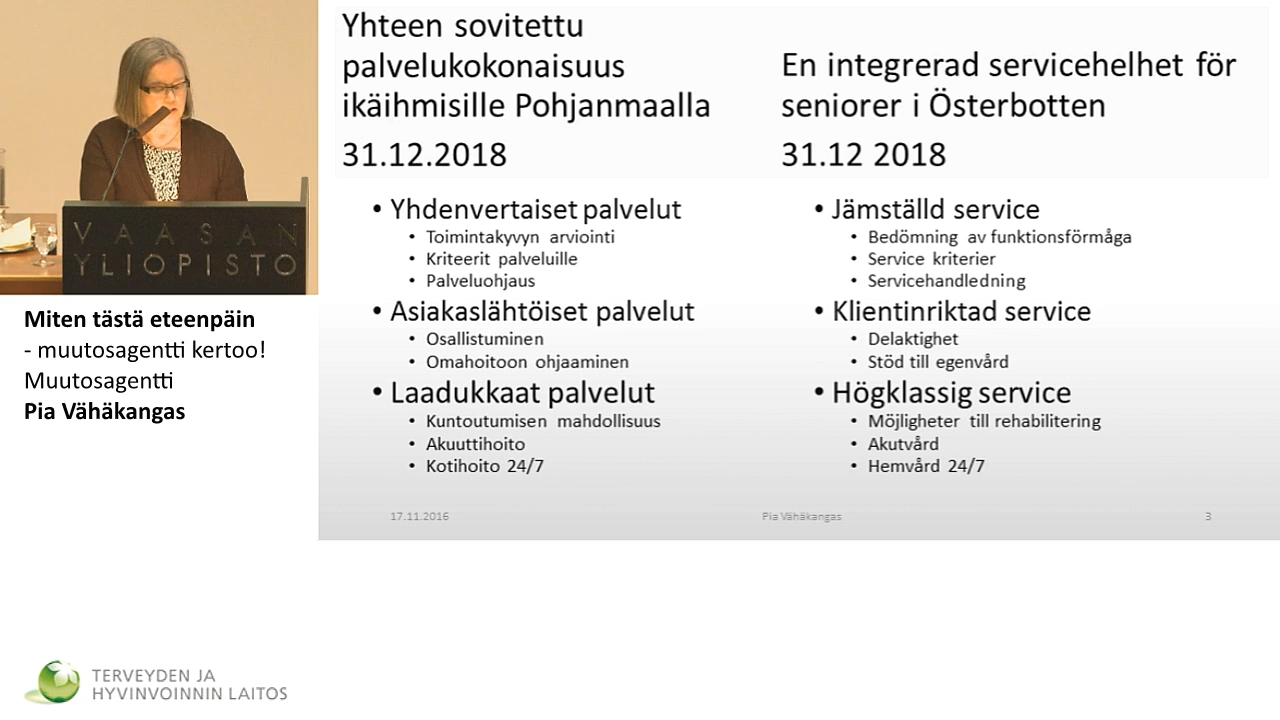 VAASAN
YLIOPISTO
Miten tästä eteenpäin
- muutosagentti kertoo!
Muutosagentti
Pia Vähäkangas
Yhteen sovitettu
palvelukokonaisuus
ikäihmisille Pohjanmaalla
31.12.2018
• Yhdenvertaiset palvelut
• Toimintakyvyn arviointi
• Kriteerit palveluille
• Palveluohjaus
• Asiakaslähtöiset palvelut
• Osallistuminen
• Omahoitoon ohjaaminen
• Laadukkaat palvelut
• Kuntoutumisen mahdollisuus
• Akuuttihoito
• Kotihoito 24/7
En integrerad servicehelhet för
seniorer i Österbotten
31.12 2018
• Jämställd service
• Bedömning av funktionsförmåga
• Service kriterier
• Servicehandledning
• Klientinriktad service
• Delaktighet
• Stöd till egenvård
• Högklassig service
• Möjligheter till rehabilitering
• Akutvård
• Hemvård 24/7
17.11.2016
Pia Vähäkangas
3
TERVEYDEN JA
HYVINVOINNIN LAITOS